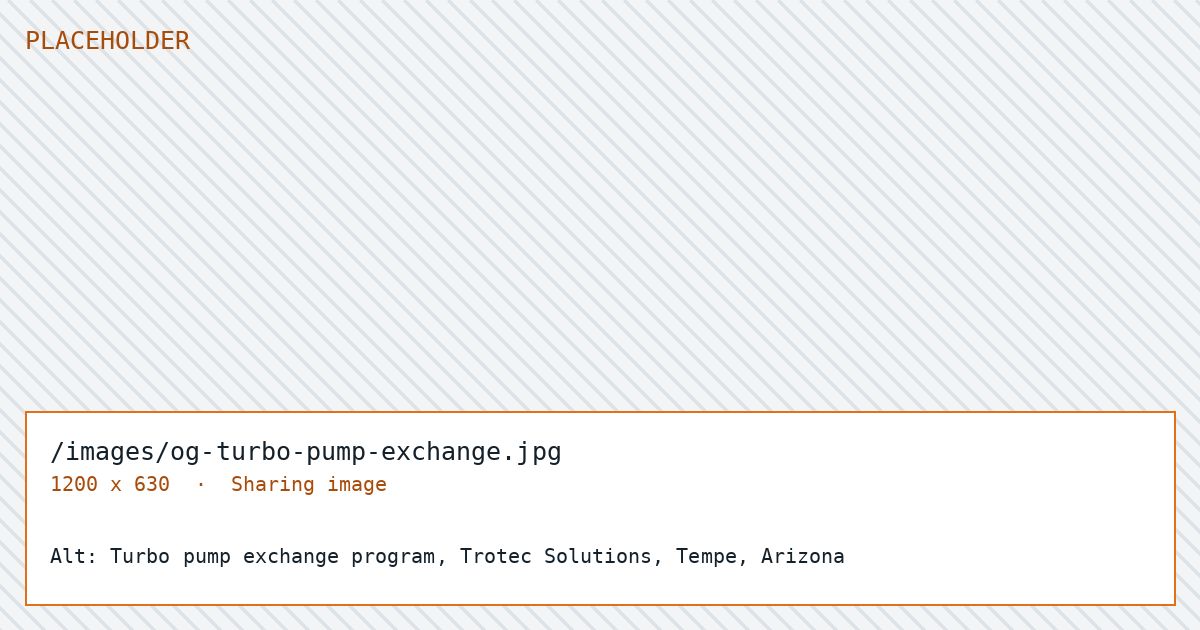 PLACEHOLDER
/images/og-turbo-pump-exchange.jpg
1200 x 630 · Sharing image
Alt: Turbo pump exchange program, Trotec Solutions, Tempe, Arizona